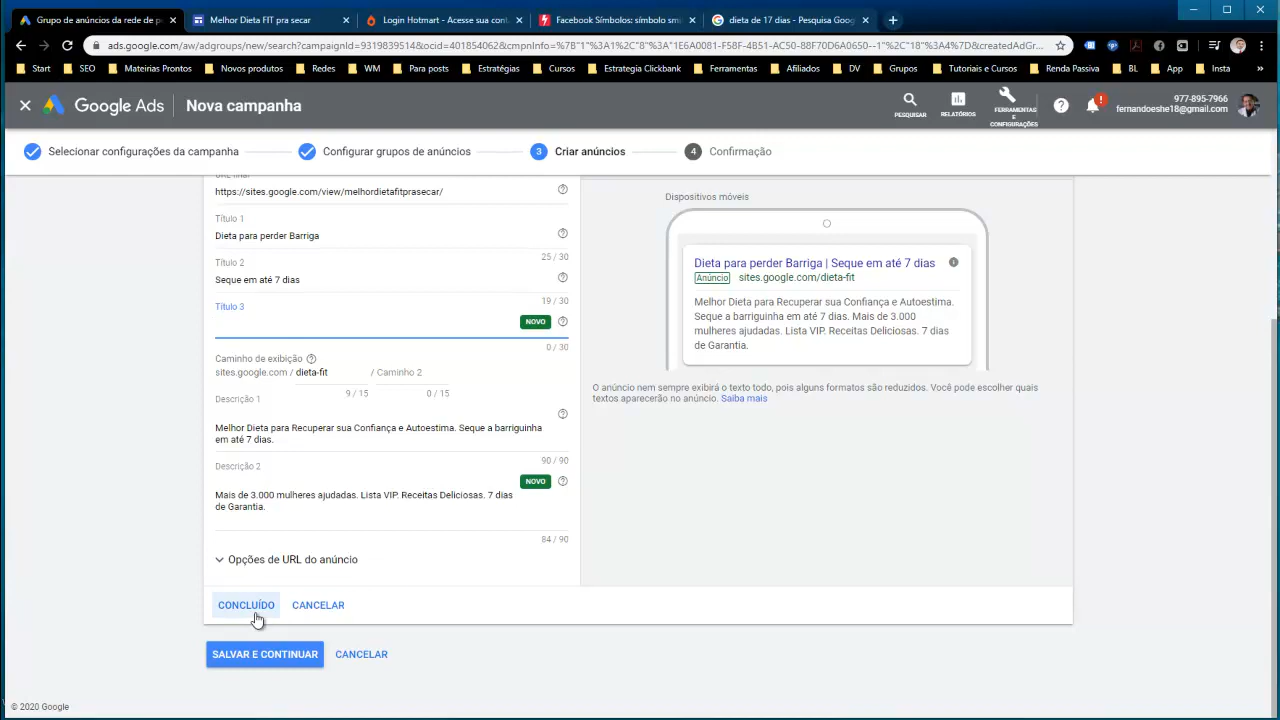 Grupo de anúncios da rede de p
Melhor Dieta FIT pra secar
Login Hotmart - Acesse sua con
Facebook Símbolos: símbolo sm
dieta de 17 dias - Pesquisa Goog
ads.google.com/aw/adgroups/new/search?campaignId=9319839514&ocid=401854062&cmpnInfo=%7B"1"%3A1%2C"8"%3A"1E6A0081-F58F-4B51-AC50-88F70D6A0650--1"%2C"18"%3A4%7D&createdAdGr...
Start
SEO
Mateirias Prontos
Novos produtos
Redes
WM
Para posts
Estratégias
Cursos
Estrategia Clickbank
Ferramentas
Afiliados
DV
Grupos
Tutoriais e Cursos
Renda Passiva
BL
App
Insta
»
Google Ads
Nova campanha
PESQUISAR
RELATÓRIOS
FERRAMENTAS
E
CONFIGURAÇÕES
!
977-895-7966
fernandoeshe18@gmail.com
Selecionar configurações da campanha
Configurar grupos de anúncios
3 Criar anúncios
4 Confirmação
URL final
https://sites.google.com/view/melhordietafitprasecar/
Título 1
Dieta para perder Barriga
25 / 30
Título 2
Seque em até 7 dias
19 / 30
Título 3
NOVO
0 / 30
Caminho de exibição
sites.google.com / dieta-fit / Caminho 2
9 / 15 0 / 15
Descrição 1
Melhor Dieta para Recuperar sua Confiança e Autoestima. Seque a barriguinha
em até 7 dias.
90 / 90
Descrição 2
NOVO
Mais de 3.000 mulheres ajudadas. Lista VIP. Receitas Deliciosas. 7 dias
de Garantia.
84 / 90
Opções de URL do anúncio
CONCLUÍDO CANCELAR
SALVAR E CONTINUAR CANCELAR
Dispositivos móveis
Dieta para perder Barriga | Seque em até 7 dias
Anúncio sites.google.com/dieta-fit
Melhor Dieta para Recuperar sua Confiança e Autoestima.
Seque a barriguinha em até 7 dias. Mais de 3.000
mulheres ajudadas. Lista VIP. Receitas Deliciosas. 7 dias
de Garantia.
O anúncio nem sempre exibirá o texto todo, pois alguns formatos são reduzidos. Você pode escolher quais
textos aparecerão no anúncio. Saiba mais
© 2020 Google